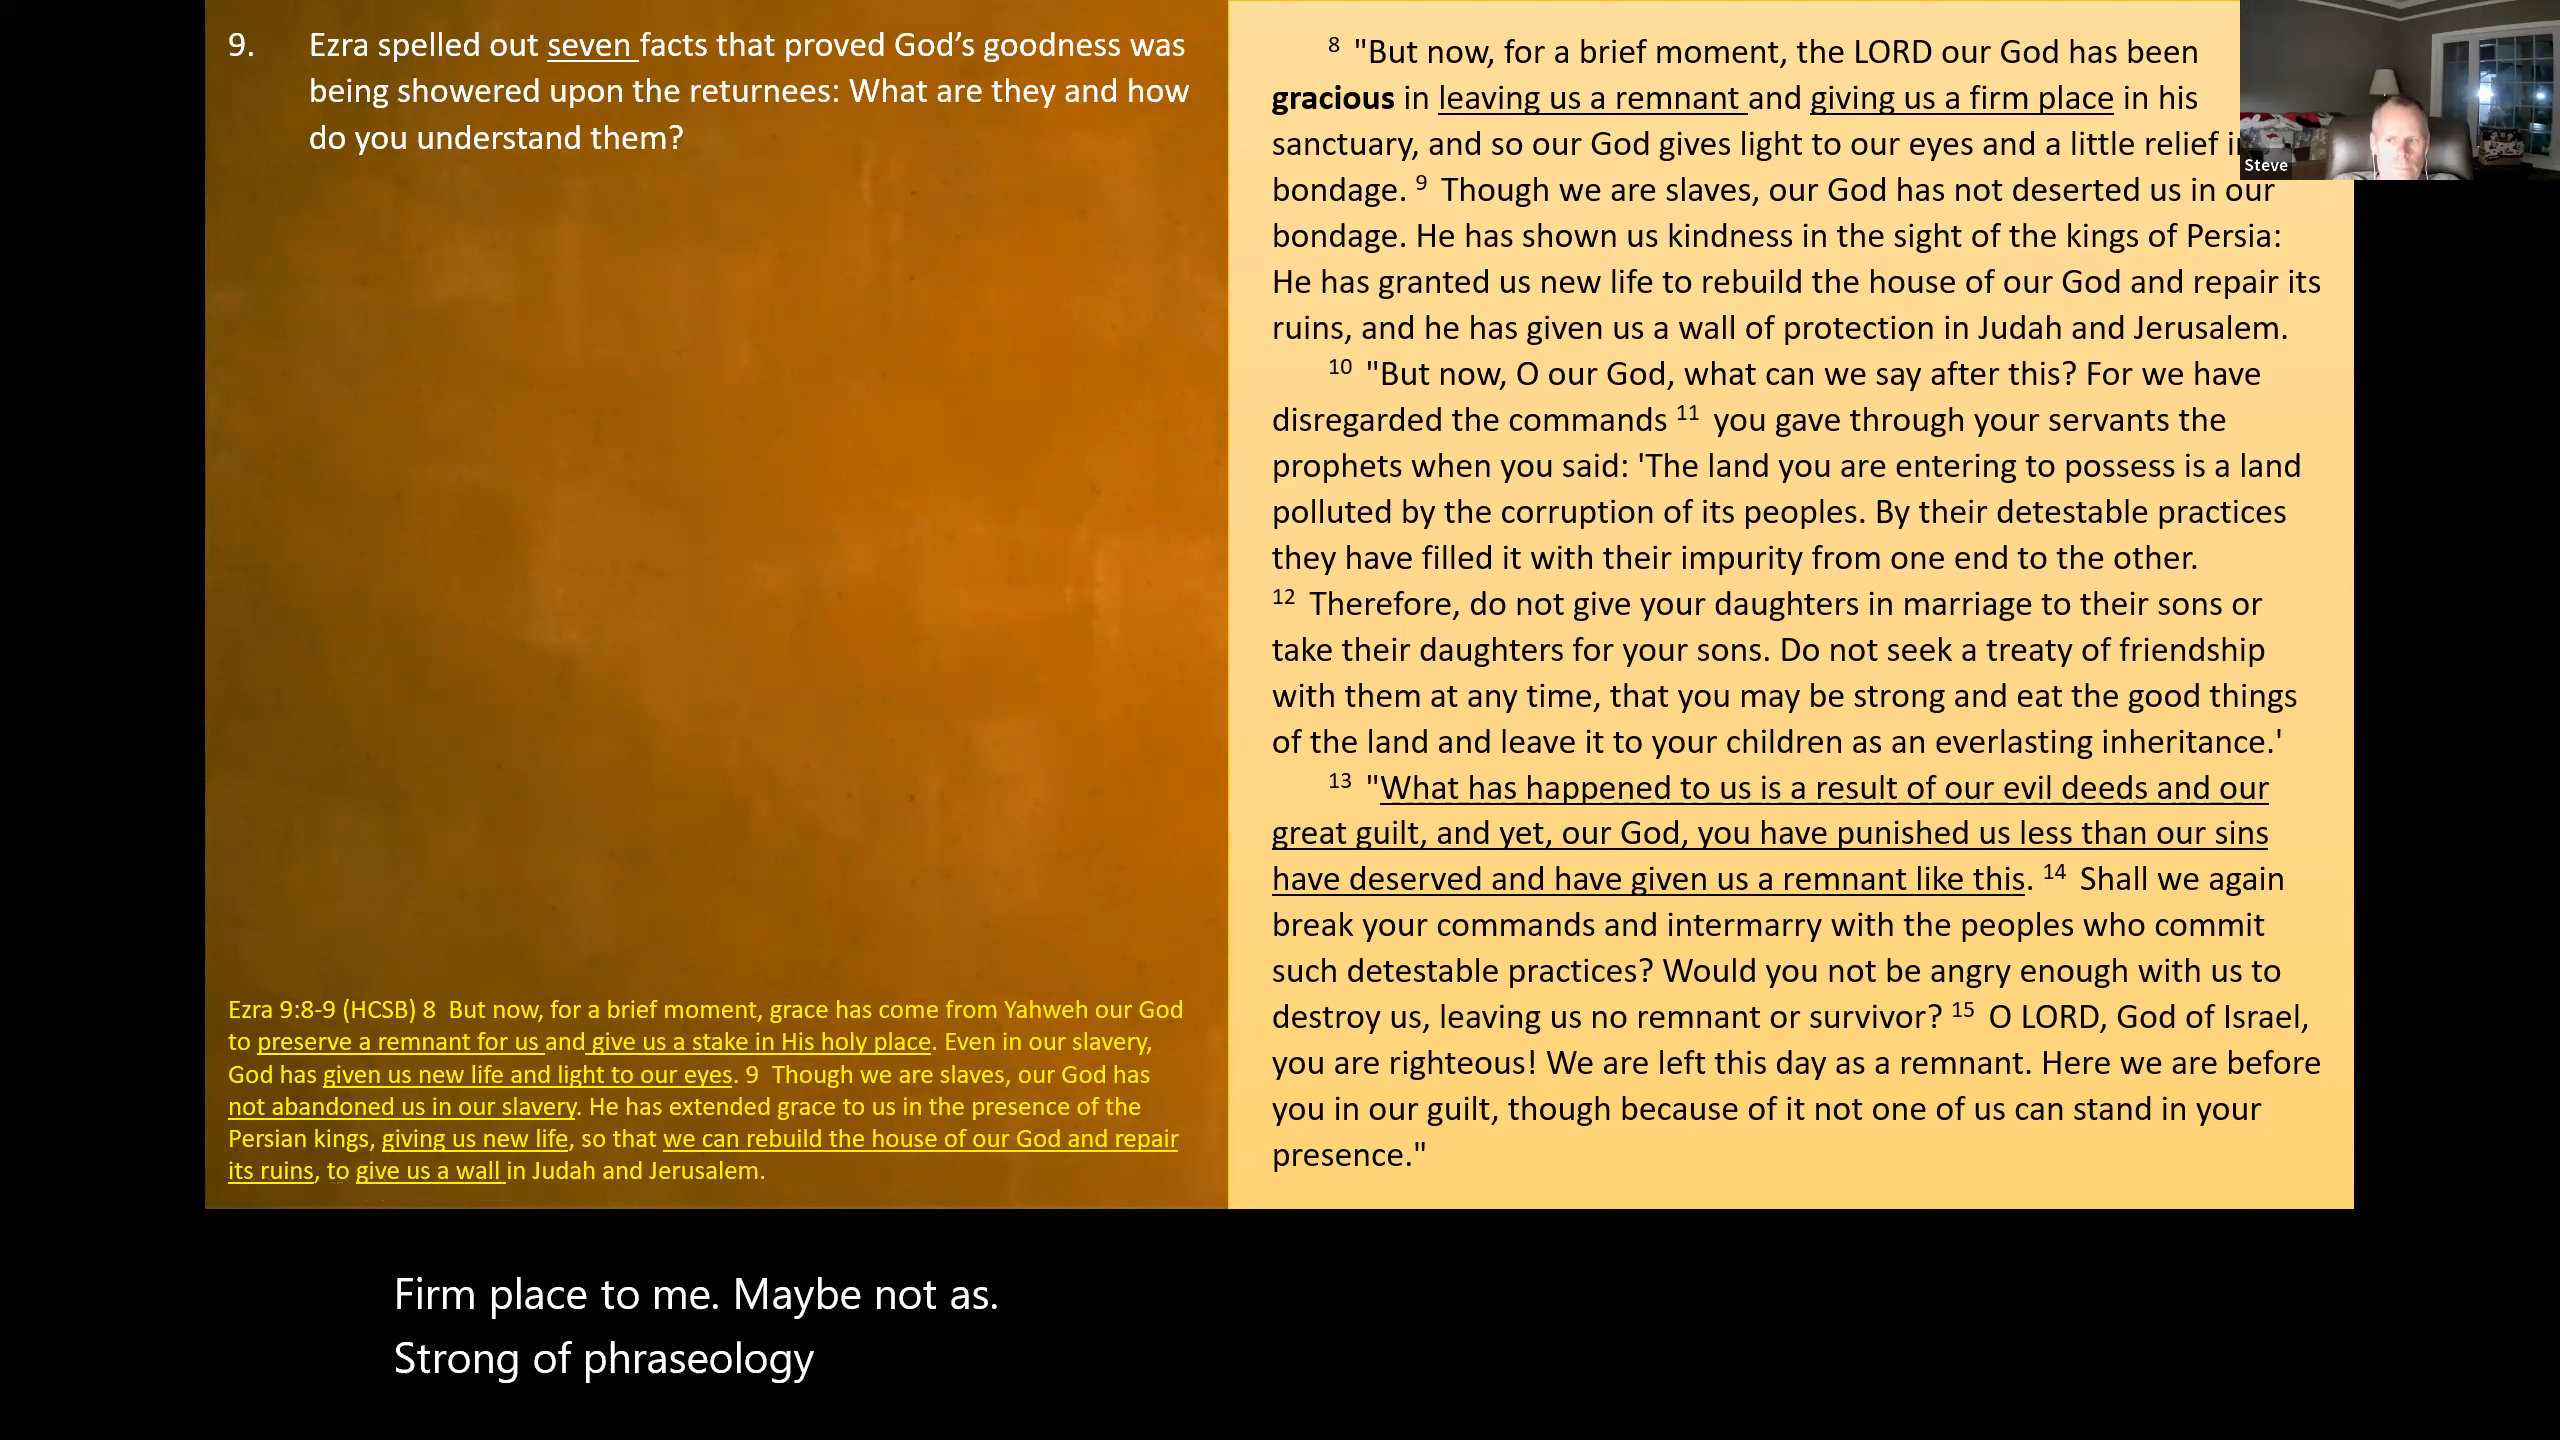 9. Ezra spelled out seven facts that proved God’s goodness was
being showered upon the returnees: What are they and how
do you understand them?
Ezra 9:8-9 (HCSB) 8 But now, for a brief moment, grace has come from Yahweh our God
to preserve a remnant for us and give us a stake in His holy place. Even in our slavery,
God has given us new life and light to our eyes. 9 Though we are slaves, our God has
not abandoned us in our slavery. He has extended grace to us in the presence of the
Persian kings, giving us new life, so that we can rebuild the house of our God and repair
its ruins, to give us a wall in Judah and Jerusalem.
8 "But now, for a brief moment, the LORD our God has been
gracious in leaving us a remnant and giving us a firm place in his
sanctuary, and so our God gives light to our eyes and a little relief
bondage. 9 Though we are slaves, our God has not deserted us in our
bondage. He has shown us kindness in the sight of the kings of Persia:
He has granted us new life to rebuild the house of our God and repair its
ruins, and he has given us a wall of protection in Judah and Jerusalem.
10 "But now, O our God, what can we say after this? For we have
disregarded the commands 11 you gave through your servants the
prophets when you said: 'The land you are entering to possess is a land
polluted by the corruption of its peoples. By their detestable practices
they have filled it with their impurity from one end to the other.
12 Therefore, do not give your daughters in marriage to their sons or
take their daughters for your sons. Do not seek a treaty of friendship
with them at any time, that you may be strong and eat the good things
of the land and leave it to your children as an everlasting inheritance.'
13 "What has happened to us is a result of our evil deeds and our
great guilt, and yet, our God, you have punished us less than our sins
have deserved and have given us a remnant like this. 14 Shall we again
break your commands and intermarry with the peoples who commit
such detestable practices? Would you not be angry enough with us to
destroy us, leaving us no remnant or survivor? 15 O LORD, God of Israel,
you are righteous! We are left this day as a remnant. Here we are before
you in our guilt, though because of it not one of us can stand in your
presence."
Steve
Firm place to me. Maybe not as.
Strong of phraseology